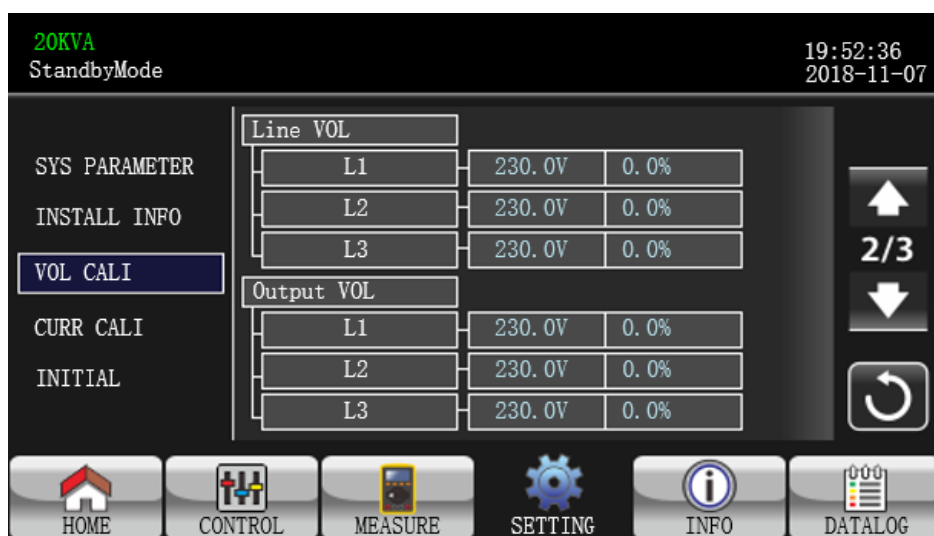 20KVA
StandbyMode
19:52:36
2018-11-07
SYS PARAMETER
INSTALL INFO
VOL CALI
CURR CALI
INITIAL
Line VOL
L1 230.0V 0.0%
L2 230.0V 0.0%
L3 230.0V 0.0%
Output VOL
L1 230.0V 0.0%
L2 230.0V 0.0%
L3 230.0V 0.0%
2/3
HOME CONTROL MEASURE SETTING INFO DATALOG